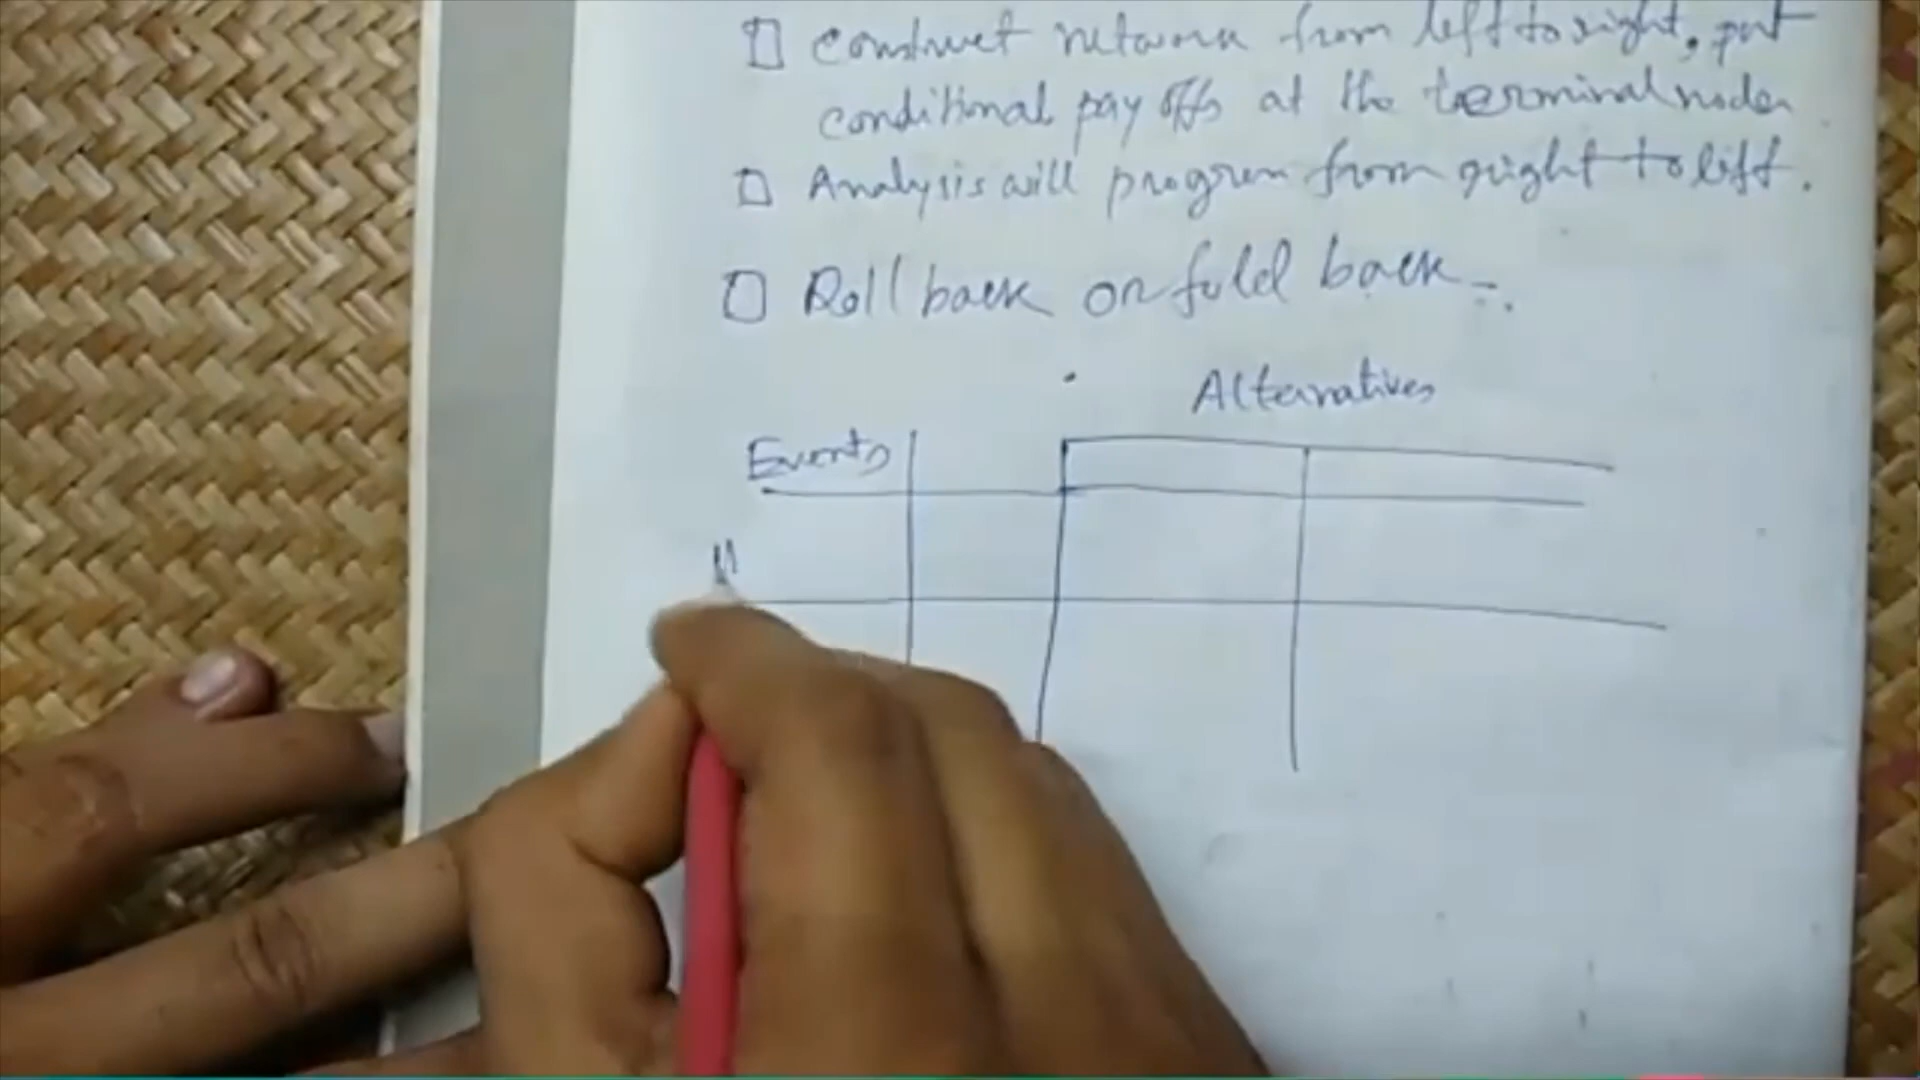 construct network from left to right, put
conditional pay offs at the terminal nodes
Analysis will program from right to left.
Roll back or fold back -.
Alternatives
Events